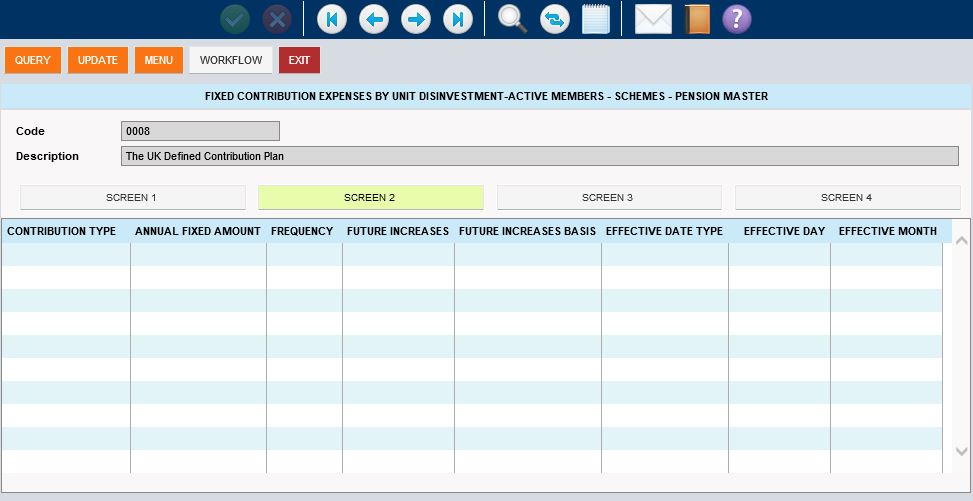 ?
QUERY UPDATE MENU WORKFLOW EXIT
FIXED CONTRIBUTION EXPENSES BY UNIT DISINVESTMENT-ACTIVE MEMBERS - SCHEMES - PENSION MASTER
Code 0008
Description The UK Defined Contribution Plan
SCREEN 1 SCREEN 2 SCREEN 3 SCREEN 4
CONTRIBUTION TYPE ANNUAL FIXED AMOUNT FREQUENCY FUTURE INCREASES FUTURE INCREASES BASIS EFFECTIVE DATE TYPE EFFECTIVE DAY EFFECTIVE MONTH